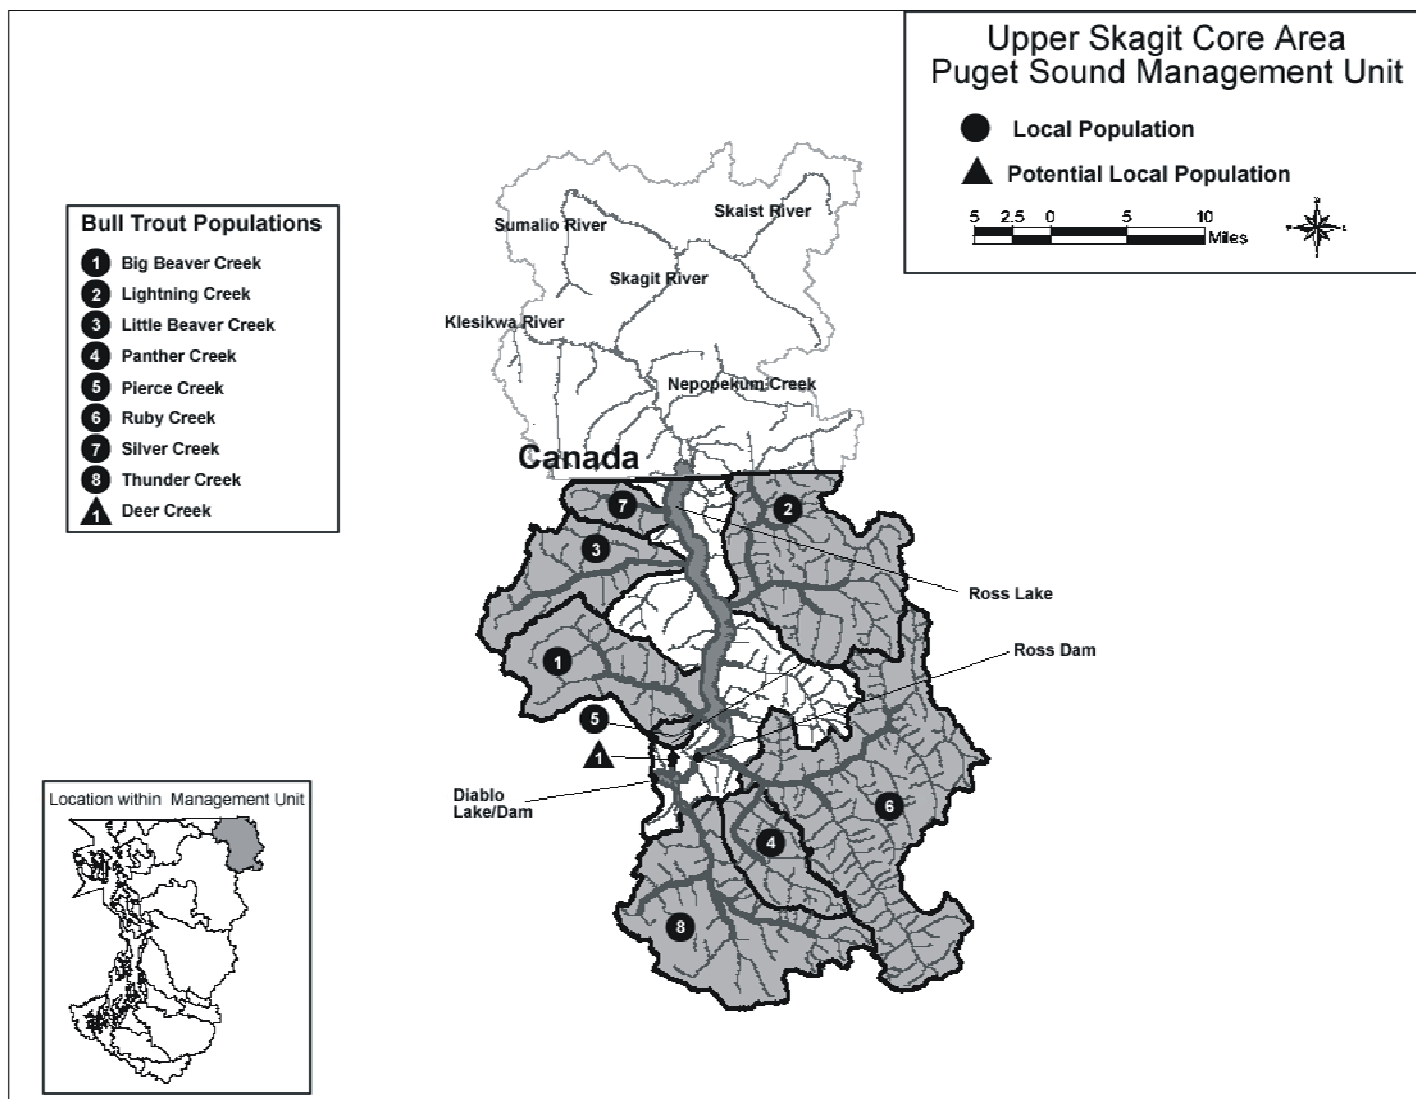 Upper Skagit Core Area
Puget Sound Management Unit
Local Population
Potential Local Population
5 2.5 0 5 10
Miles
Bull Trout Populations
1 Big Beaver Creek
2 Lightning Creek
3 Little Beaver Creek
4 Panther Creek
5 Pierce Creek
6 Ruby Creek
7 Silver Creek
8 Thunder Creek
1 Deer Creek
Skaist River
Sumalio River
Skagit River
Klesikwa River
Nepopekum Creek
Canada
7
2
3
Ross Lake
Ross Dam
1
5
1
Diablo
Lake/Dam
6
4
8
Location within Management Unit